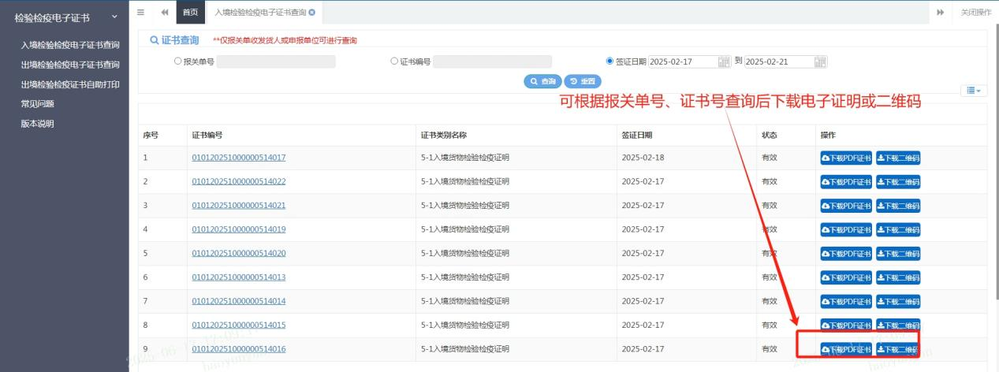 检验检疫电子证书
首页 入境检验检疫电子证书查询 关闭操作
入境检验检疫电子证书查询
出境检验检疫电子证书查询
出境检验检疫证书自助打印
常见问题
版本说明
证书查询 **仅报关单收发货人或申报单位可进行查询
报关单号 证书编号 签证日期 2025-02-17 到 2025-02-21
查询 重置
可根据报关单号、证书号查询后下载电子证明或二维码
序号 证书编号 证书类别名称 签证日期 状态 操作
1 010120251000000514017 5-1入境货物检验检疫证明 2025-02-18 有效 下载PDF证书 下载二维码
2 010120251000000514022 5-1入境货物检验检疫证明 2025-02-17 有效 下载PDF证书 下载二维码
3 010120251000000514021 5-1入境货物检验检疫证明 2025-02-17 有效 下载PDF证书 下载二维码
4 010120251000000514019 5-1入境货物检验检疫证明 2025-02-17 有效 下载PDF证书 下载二维码
5 010120251000000514020 5-1入境货物检验检疫证明 2025-02-17 有效 下载PDF证书 下载二维码
6 010120251000000514013 5-1入境货物检验检疫证明 2025-02-17 有效 下载PDF证书 下载二维码
7 010120251000000514014 5-1入境货物检验检疫证明 2025-02-17 有效 下载PDF证书 下载二维码
8 010120251000000514015 5-1入境货物检验检疫证明 2025-02-17 有效 下载PDF证书 下载二维码
9 010120251000000514016 5-1入境货物检验检疫证明 2025-02-17 有效 下载PDF证书 下载二维码